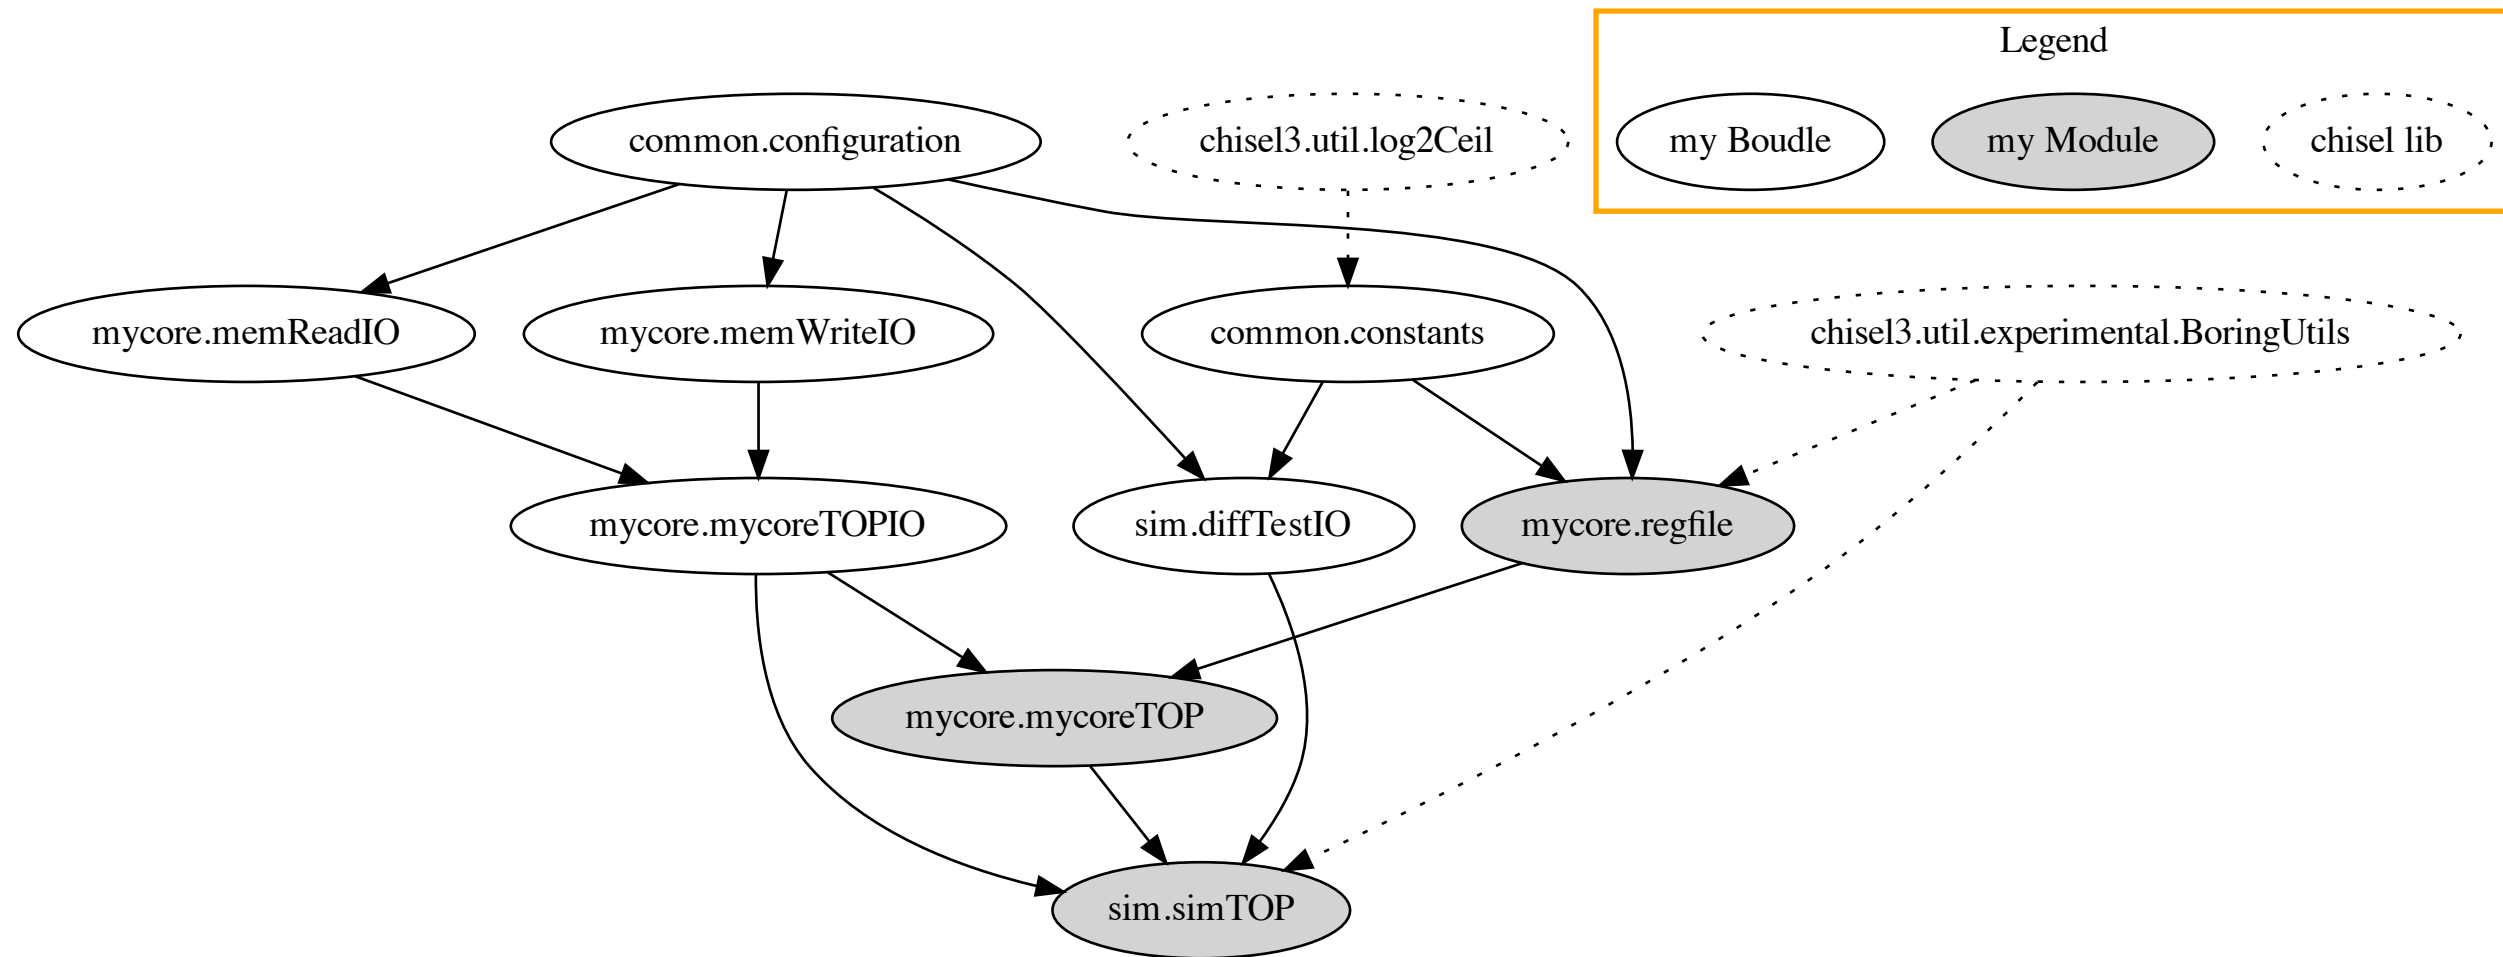 Legend
common.configuration
chisel3.util.log2Ceil
my Boudle
my Module
chisel lib
mycore.memReadIO
mycore.memWriteIO
common.constants
chisel3.util.experimental.BoringUtils
mycore.mycoreTOPIO
sim.diffTestIO
mycore.regfile
mycore.mycoreTOP
sim.simTOP